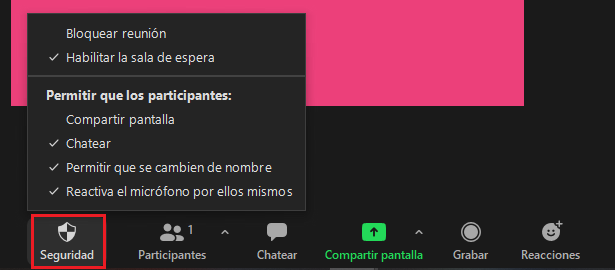 Bloquear reunión
Habilitar la sala de espera
Permitir que los participantes:
Compartir pantalla
Chatear
Permitir que se cambien de nombre
Reactiva el micrófono por ellos mismos
1
Seguridad Participantes Chatear Compartir pantalla Grabar Reacciones